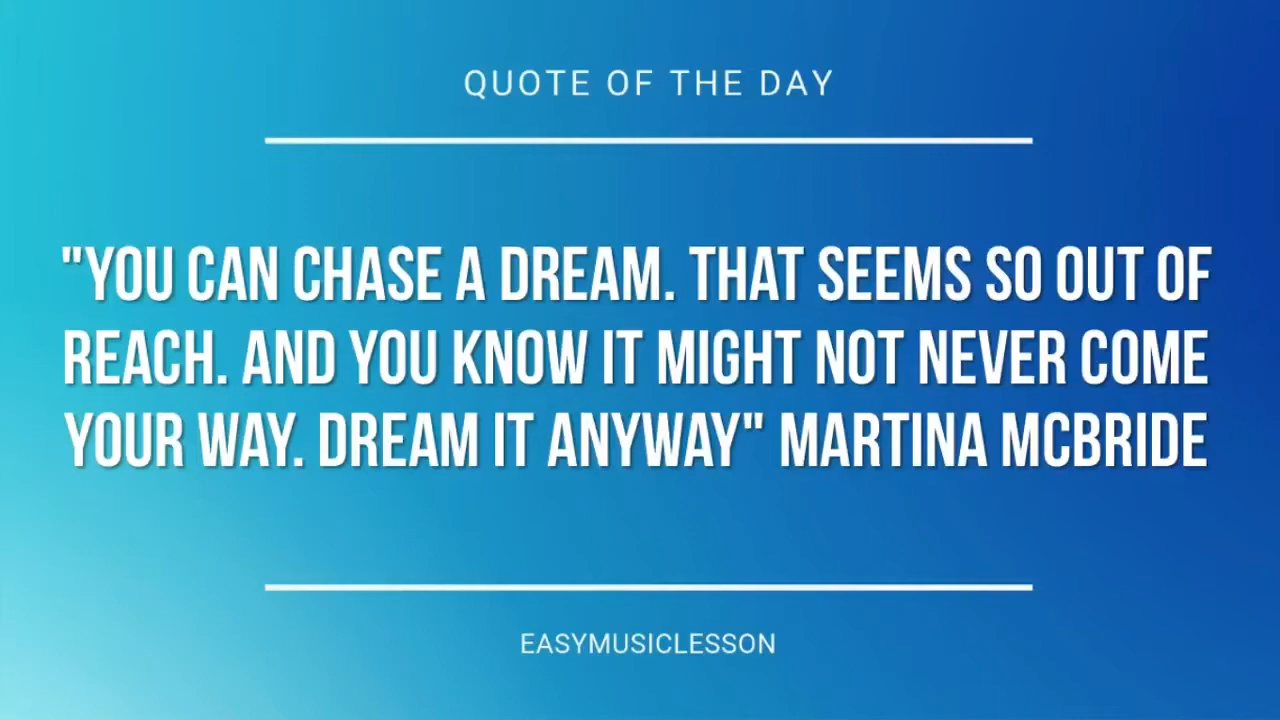 QUOTE OF THE DAY
"YOU CAN CHASE A DREAM. THAT SEEMS SO OUT OF
REACH. AND YOU KNOW IT MIGHT NOT NEVER COME
YOUR WAY. DREAM IT ANYWAY" MARTINA MCBRIDE
EASYMUSICLESSON